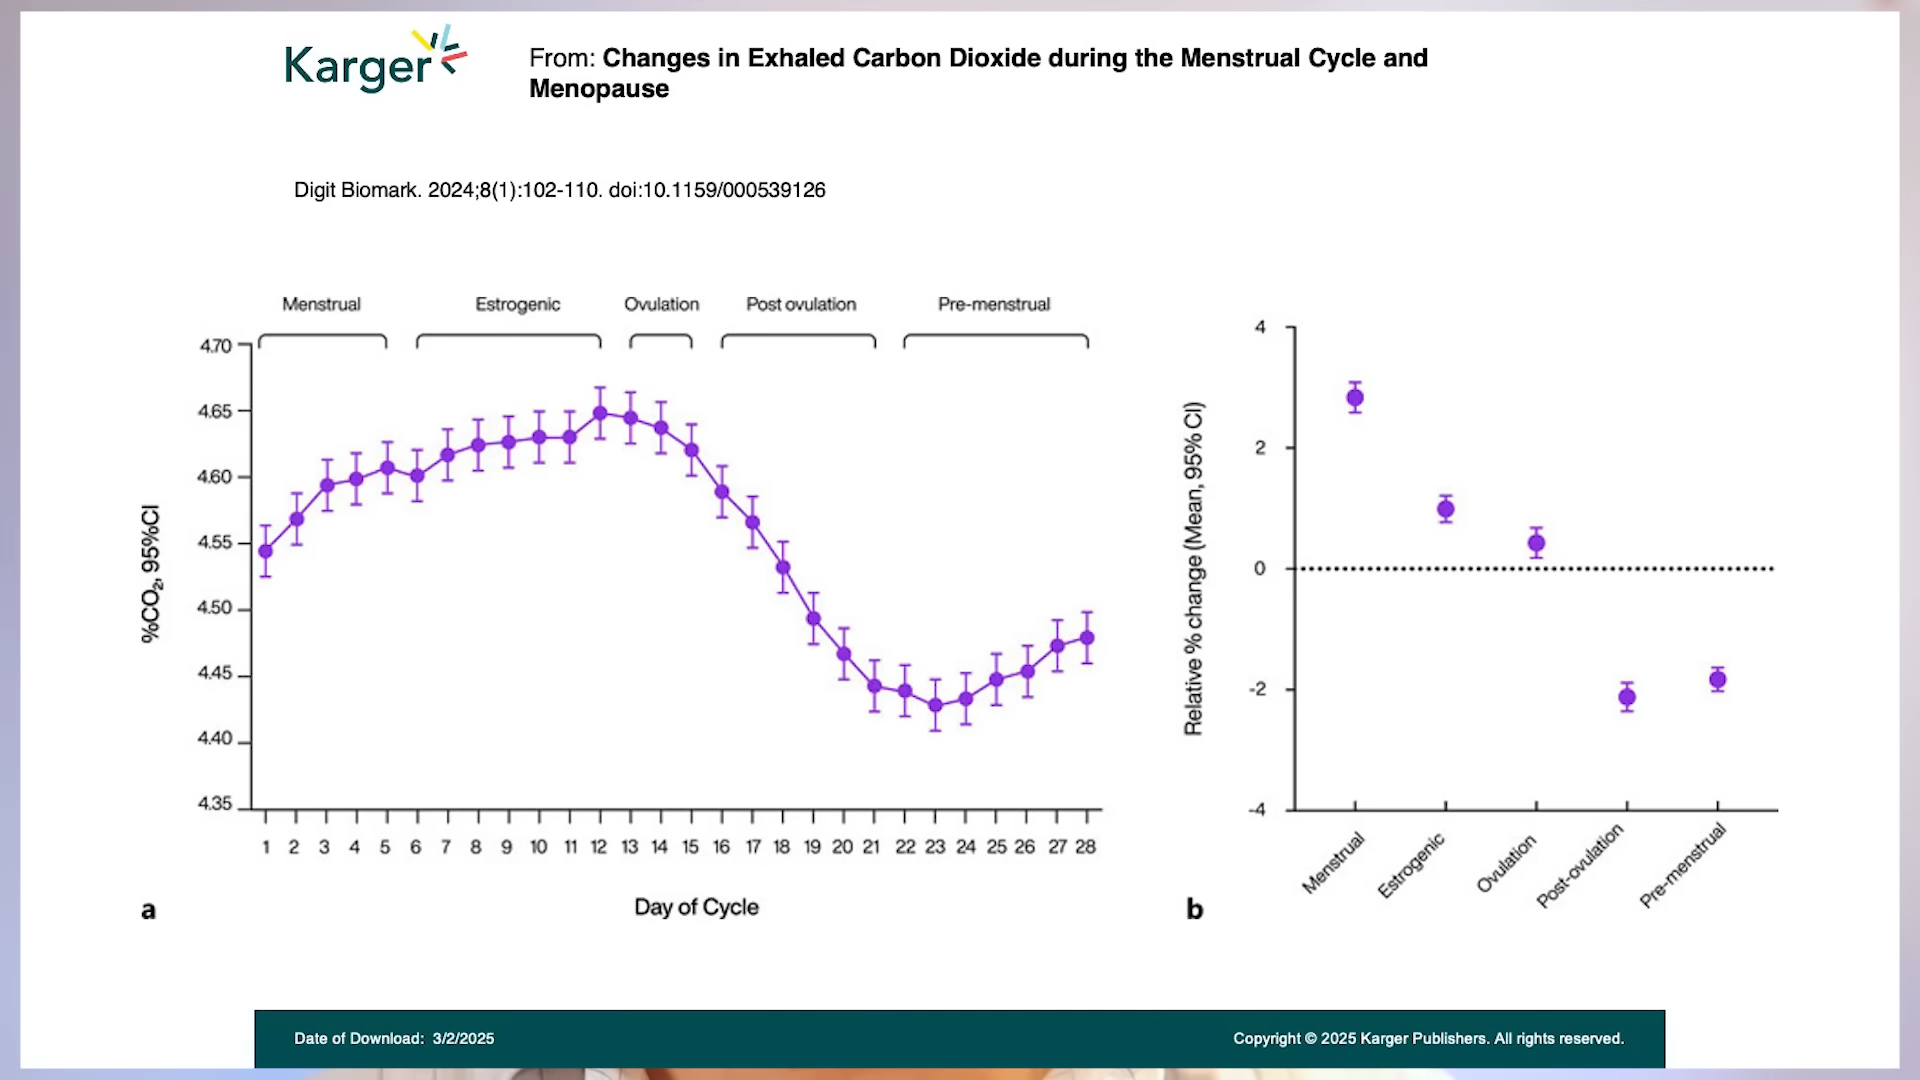 Karger
From: Changes in Exhaled Carbon Dioxide during the Menstrual Cycle and
Menopause
Digit Biomark. 2024;8(1):102-110. doi:10.1159/000539126
Menstrual
Estrogenic
Ovulation
Post ovulation
Pre-menstrual
4.70
4.65
4.60
4.55
4.50
4.45
4.40
4.35
%CO₂, 95%CI
1 2 3 4 5 6 7 8 9 10 11 12 13 14 15 16 17 18 19 20 21 22 23 24 25 26 27 28
Day of Cycle
a
4
2
0
-2
-4
Relative % change (Mean, 95% CI)
Menstrual
Estrogenic
Ovulation
Post-ovulation
Pre-menstrual
b
Date of Download: 3/2/2025
Copyright © 2025 Karger Publishers. All rights reserved.